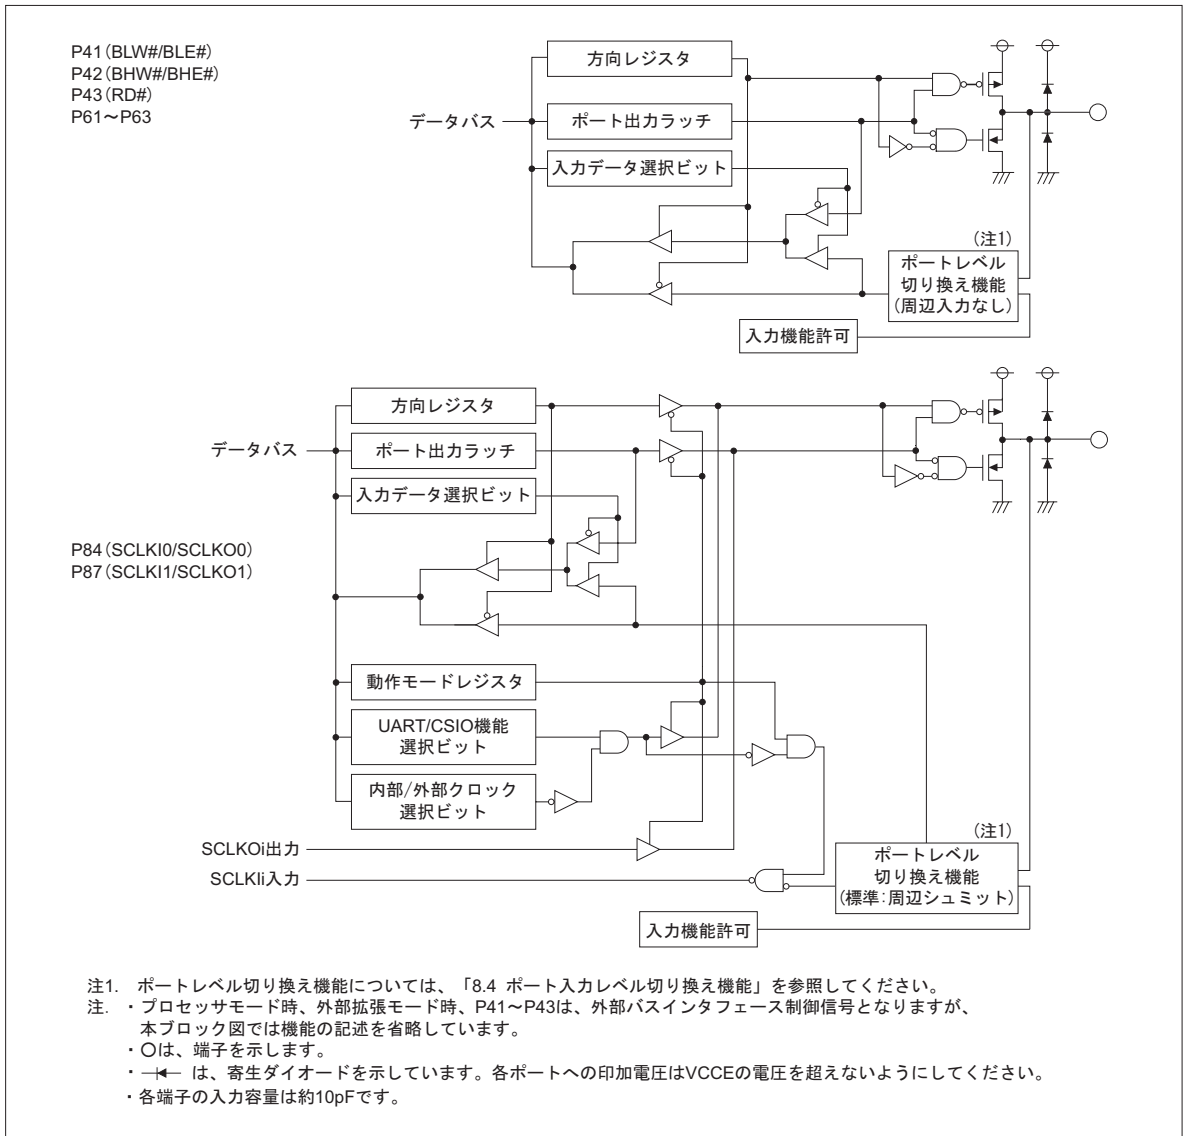 P41(BLW#/BLE#)
P42(BHW#/BHE#)
P43(RD#)
P61～P63
方向レジスタ
データバス
ポート出力ラッチ
入力データ選択ビット
(注1)
ポートレベル
切り換え機能
(周辺入力なし)
入力機能許可
方向レジスタ
データバス
ポート出力ラッチ
入力データ選択ビット
P84(SCLKI0/SCLKO0)
P87(SCLKI1/SCLKO1)
動作モードレジスタ
UART/CSIO機能
選択ビット
内部/外部クロック
選択ビット
SCLKOi出力
SCLKIi入力
(注1)
ポートレベル
切り換え機能
(標準:周辺シュミット)
入力機能許可
注1. ポートレベル切り換え機能については、「8.4 ポート入力レベル切り換え機能」を参照してください。
注. ・プロセッサモード時、外部拡張モード時、P41～P43は、外部バスインタフェース制御信号となりますが、
本ブロック図では機能の記述を省略しています。
・〇は、端子を示します。
・ は、寄生ダイオードを示しています。各ポートへの印加電圧はVCCEの電圧を超えないようにしてください。
・各端子の入力容量は約10pFです。